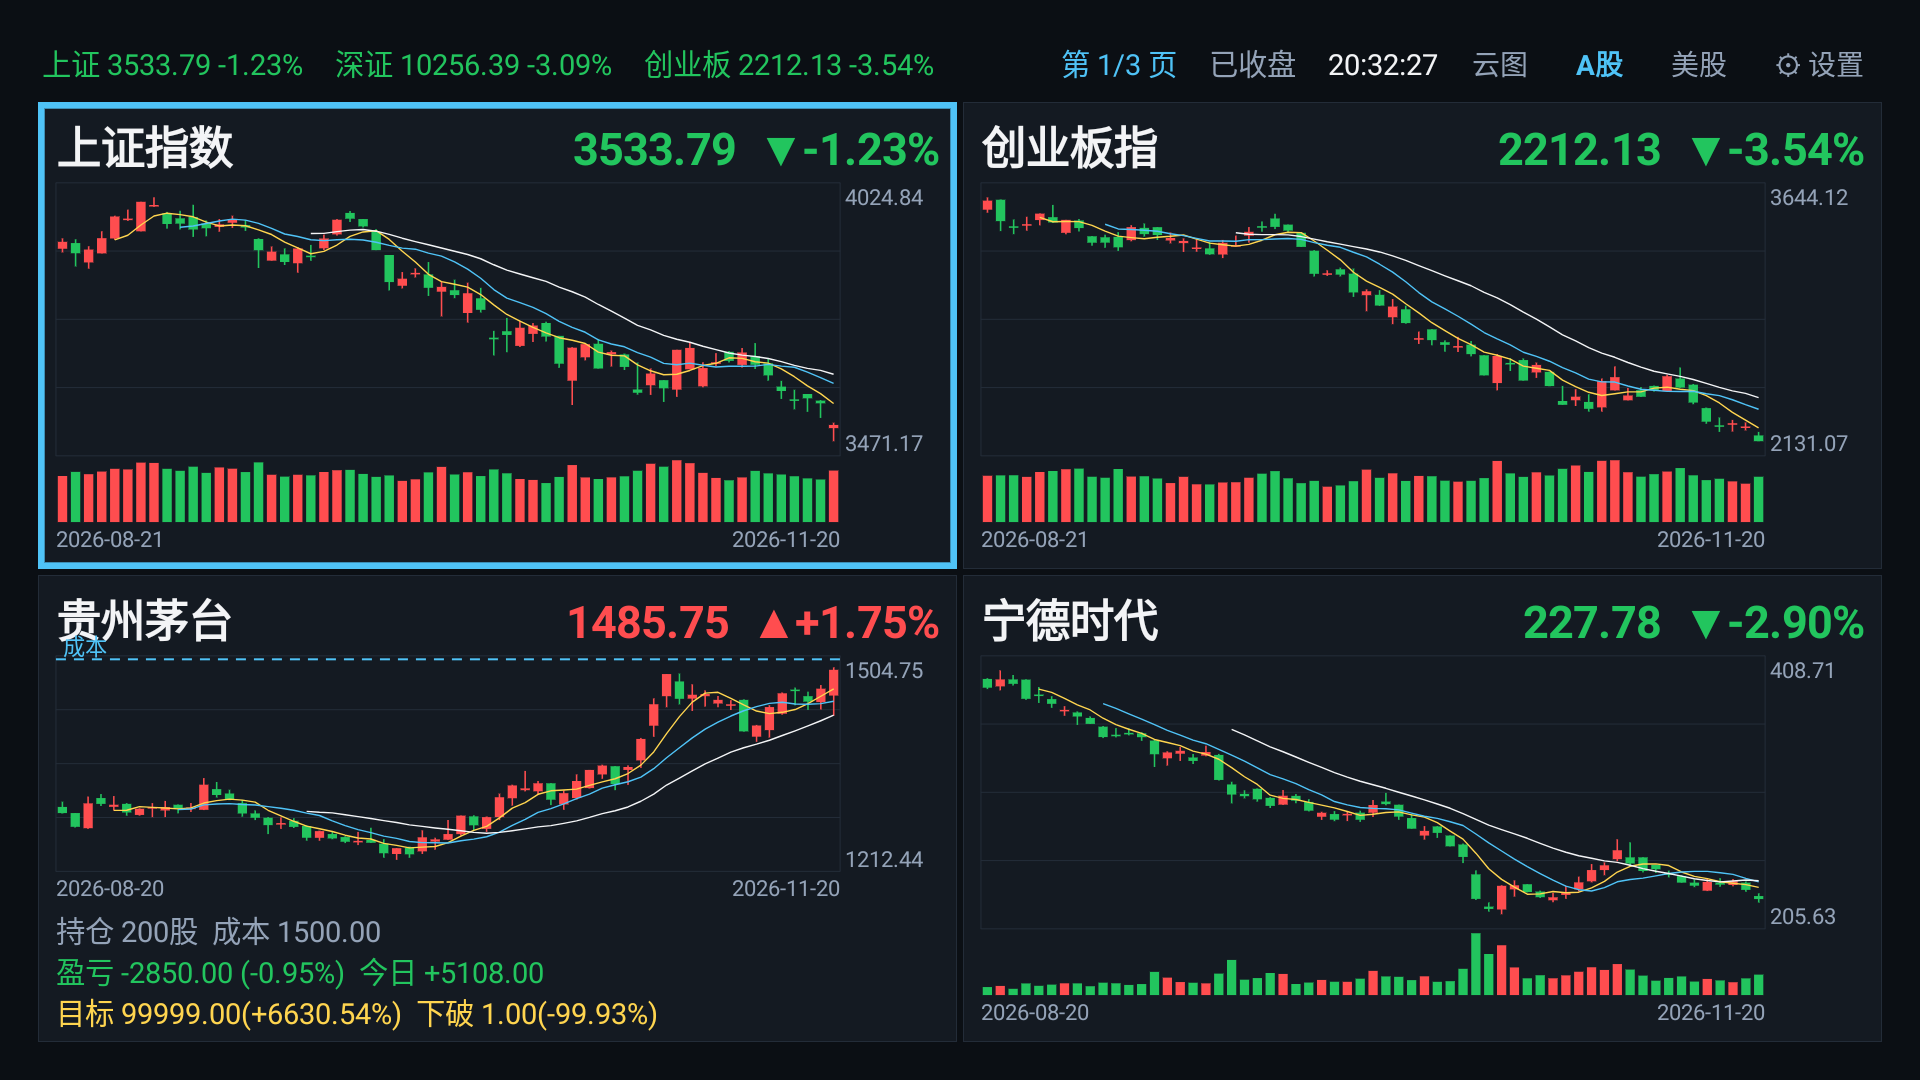 上证 3533.79 -1.23% 深证 10256.39 -3.09% 创业板 2212.13 -3.54% 第 1/3 页 已收盘 20:32:27 云图 A股 美股 设置
上证指数 3533.79 ▼-1.23%
4024.84
3471.17
2026-08-21 2026-11-20
创业板指 2212.13 ▼-3.54%
3644.12
2131.07
2026-08-21 2026-11-20
贵州茅台 1485.75 ▲+1.75%
成本
1504.75
1212.44
2026-08-20 2026-11-20
持仓 200股 成本 1500.00
盈亏 -2850.00 (-0.95%) 今日 +5108.00
目标 99999.00(+6630.54%) 下破 1.00(-99.93%)
宁德时代 227.78 ▼-2.90%
408.71
205.63
2026-08-20 2026-11-20